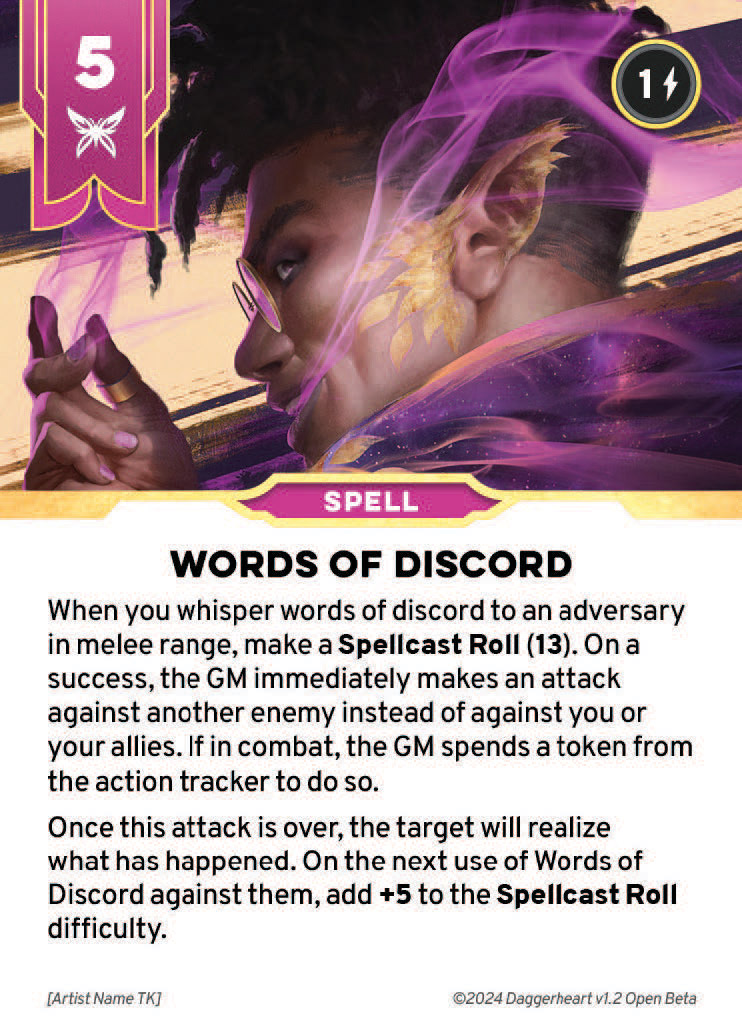 5
1
SPELL
WORDS OF DISCORD
When you whisper words of discord to an adversary
in melee range, make a Spellcast Roll (13). On a
success, the GM immediately makes an attack
against another enemy instead of against you or
your allies. If in combat, the GM spends a token from
the action tracker to do so.
Once this attack is over, the target will realize
what has happened. On the next use of Words of
Discord against them, add +5 to the Spellcast Roll
difficulty.
[Artist Name TK]
©2024 Daggerheart v1.2 Open Beta